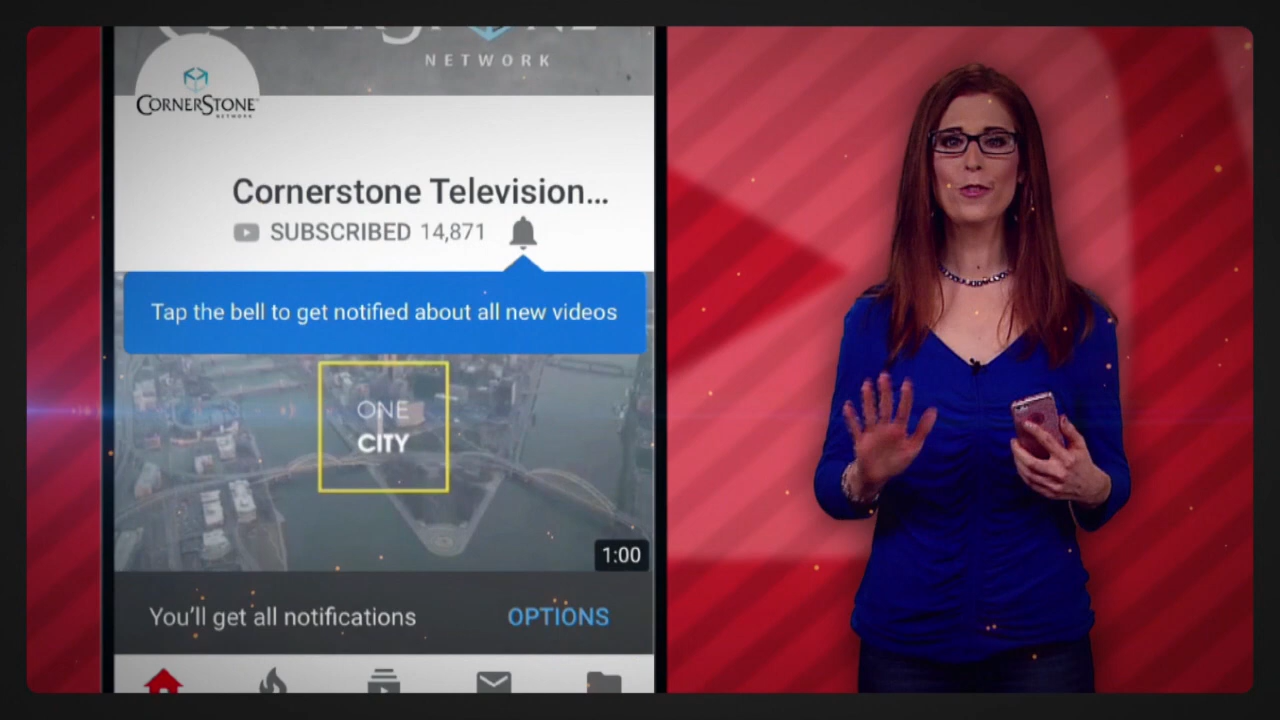 NETWORK
CORNERSTONE
NETWORK
Cornerstone Television...
SUBSCRIBED 14,871
Tap the bell to get notified about all new videos
ONE
CITY
1:00
You'll get all notifications
OPTIONS